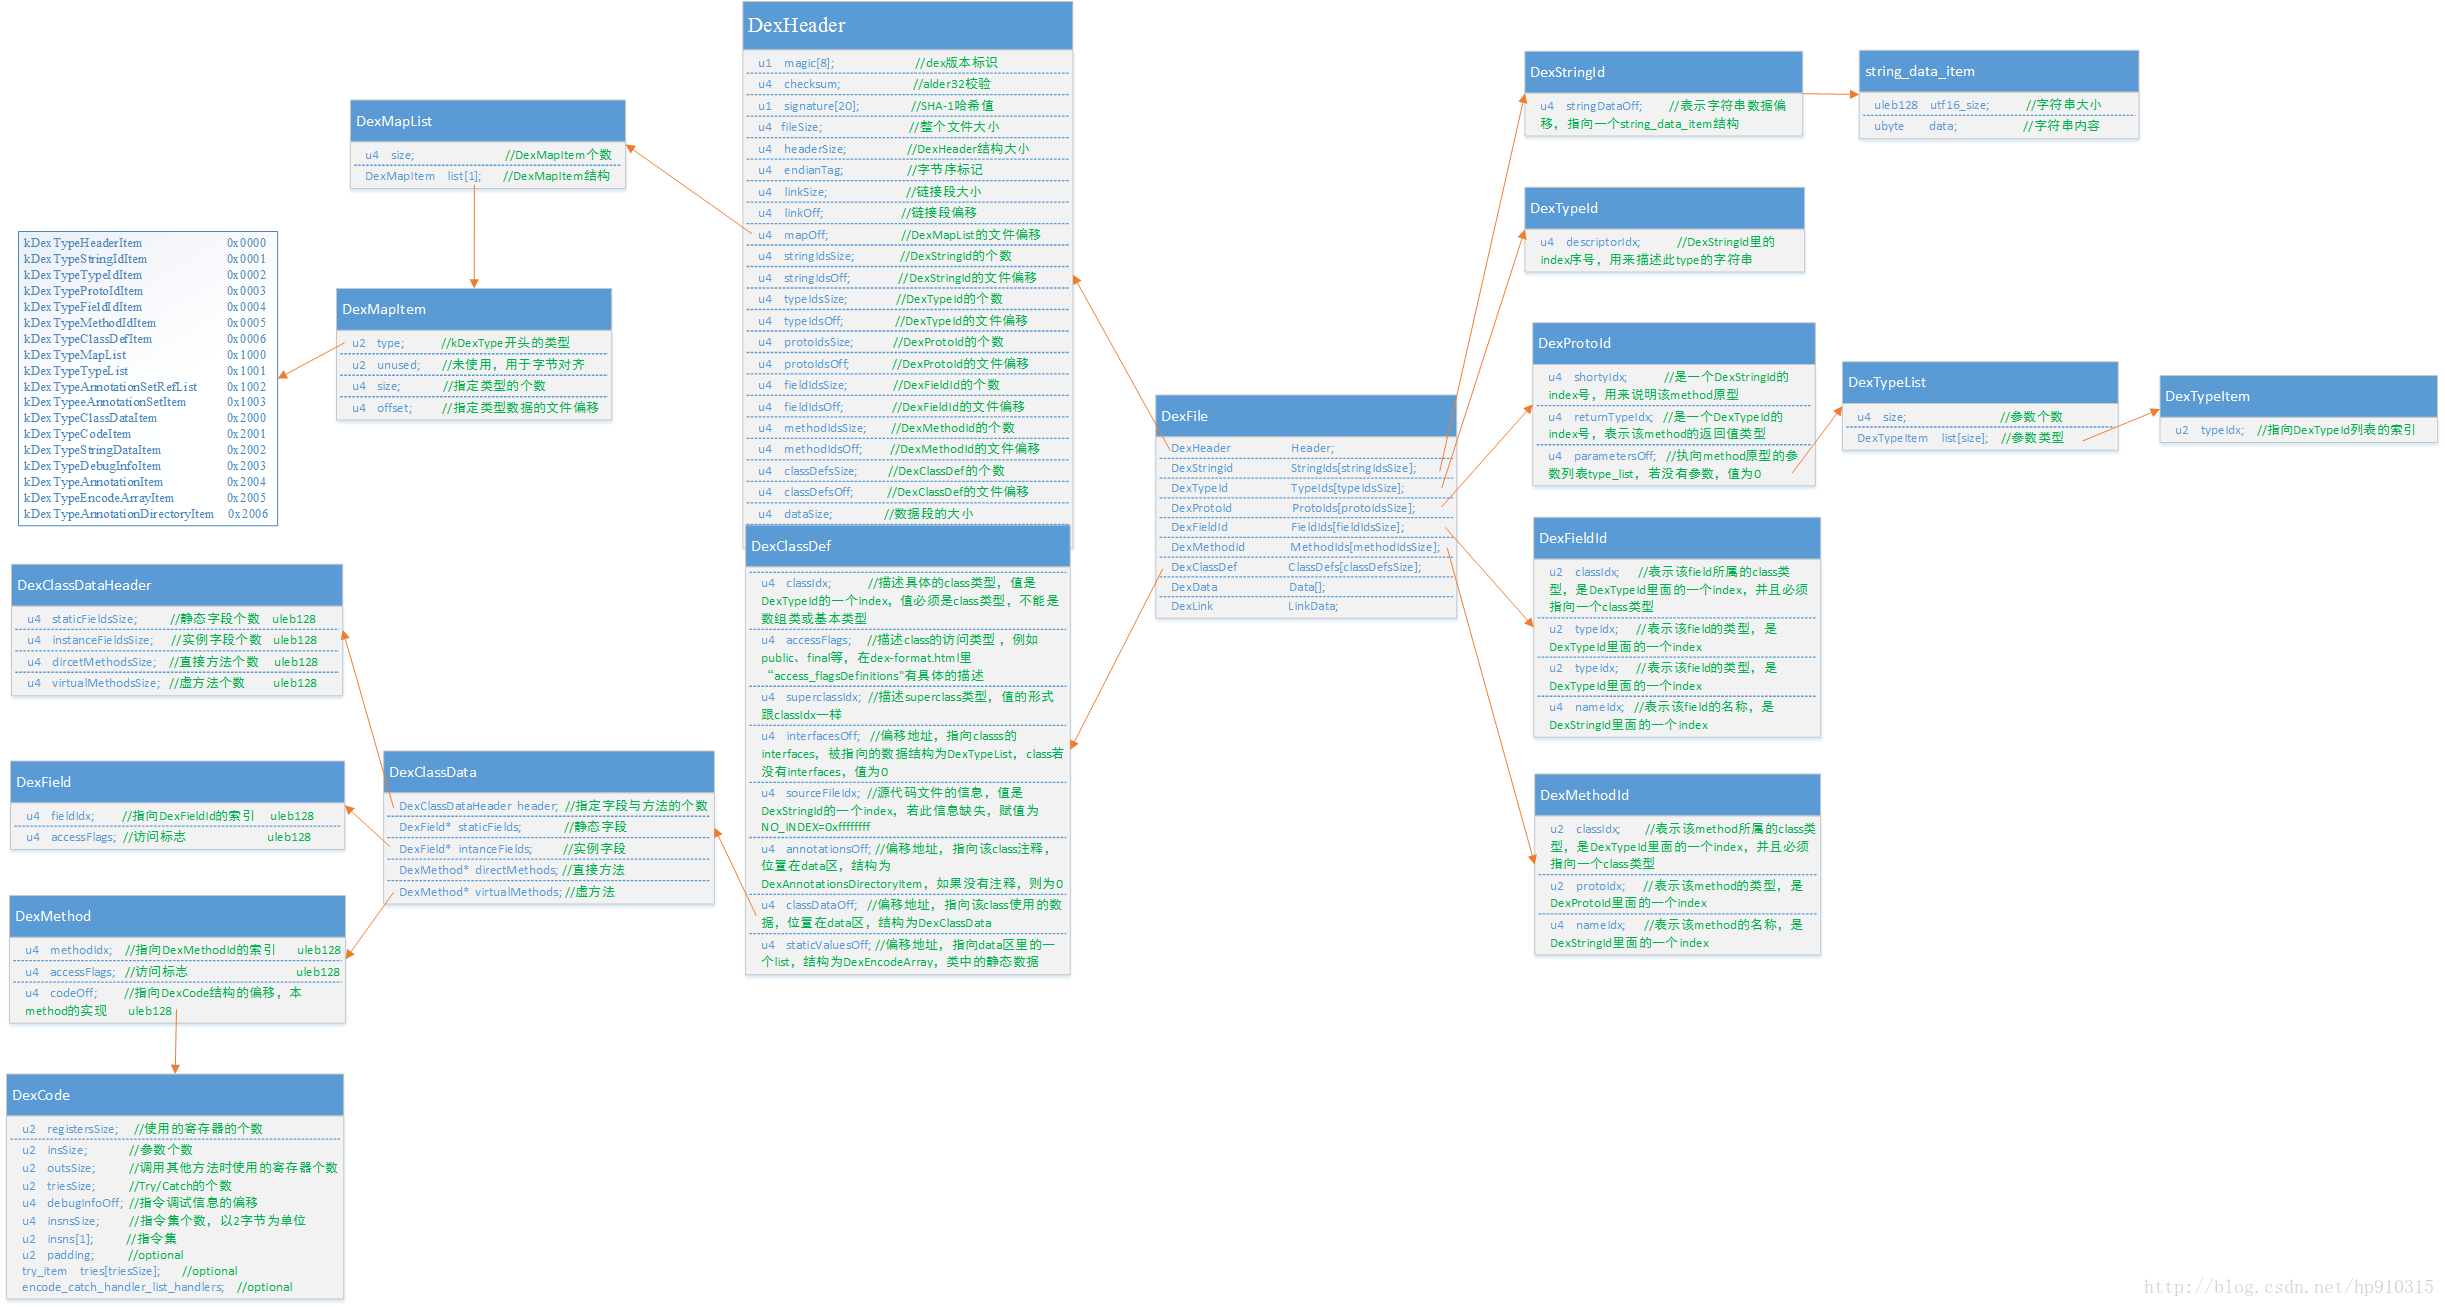 DexHeader
u1 magic[8]; //dex版本标识
u4 checksum; //alder32校验
u1 signature[20]; //SHA-1哈希值
u4 fileSize; //整个文件大小
u4 headerSize; //DexHeader结构大小
u4 endianTag; //字节序标记
u4 linkSize; //链接段大小
u4 linkOff; //链接段偏移
u4 mapOff; //DexMapList的文件偏移
u4 stringIdsSize; //DexStringId的个数
u4 stringIdsOff; //DexStringId的文件偏移
u4 typeIdsSize; //DexTypeId的个数
u4 typeIdsOff; //DexTypeId的文件偏移
u4 protoIdsSize; //DexProtoId的个数
u4 protoIdsOff; //DexProtoId的文件偏移
u4 fieldIdsSize; //DexFieldId的个数
u4 fieldIdsOff; //DexFieldId的文件偏移
u4 methodIdsSize; //DexMethodId的个数
u4 methodIdsOff; //DexMethodId的文件偏移
u4 classDefsSize; //DexClassDef的个数
u4 classDefsOff; //DexClassDef的文件偏移
u4 dataSize; //数据段的大小
DexMapList
u4 size; //DexMapItem个数
DexMapItem list[1]; //DexMapItem结构
DexMapItem
u2 type; //kDexType开头的类型
u2 unused; //未使用，用于字节对齐
u4 size; //指定类型的个数
u4 offset; //指定类型数据的文件偏移
kDexTypeHeaderItem 0x0000
kDexTypeStringIdItem 0x0001
kDexTypeTypeIdItem 0x0002
kDexTypeProtoIdItem 0x0003
kDexTypeFieldIdItem 0x0004
kDexTypeMethodIdItem 0x0005
kDexTypeClassDefItem 0x0006
kDexTypeMapList 0x1000
kDexTypeTypeList 0x1001
kDexTypeAnnotationSetRefList 0x1002
kDexTypeeAnnotationSetItem 0x1003
kDexTypeClassDataItem 0x2000
kDexTypeCodeItem 0x2001
kDexTypeStringDataItem 0x2002
kDexTypeDebugInfoItem 0x2003
kDexTypeAnnotationItem 0x2004
kDexTypeEncodeArrayItem 0x2005
kDexTypeAnnotationDirectoryItem 0x2006
DexClassDef
u4 classIdx; //描述具体的class类型，值是
DexTypeId的一个index，值必须是class类型，不能是
数组类或基本类型
u4 accessFlags; //描述class的访问类型，例如
public、final等，在dex-format.html里
“access_flagsDefinitions"有具体的描述
u4 superclassIdx; //描述superclass类型，值的形式
跟classIdx一样
u4 interfacesOff; //偏移地址，指向classs的
interfaces，被指向的数据结构为DexTypeList，class若
没有interfaces，值为0
u4 sourceFileIdx; //源代码文件的信息，值是
DexStringId的一个index，若此信息缺失，赋值为
NO_INDEX=0xffffffff
u4 annotationsOff; //偏移地址，指向该class注释，
位置在data区，结构为
DexAnnotationsDirectoryItem，如果没有注释，则为0
u4 classDataOff; //偏移地址，指向该class使用的数
据，位置在data区，结构为DexClassData
u4 staticValuesOff; //偏移地址，指向data区里的一
个list，结构为DexEncodeArray，类中的静态数据
DexClassDataHeader
u4 staticFieldsSize; //静态字段个数 uleb128
u4 instanceFieldsSize; //实例字段个数 uleb128
u4 dircetMethodsSize; //直接方法个数 uleb128
u4 virtualMethodsSize; //虚方法个数 uleb128
DexField
u4 fieldIdx; //指向DexFieldId的索引 uleb128
u4 accessFlags; //访问标志 uleb128
DexClassData
DexClassDataHeader header; //指定字段与方法的个数
DexField* staticFields; //静态字段
DexField* intanceFields; //实例字段
DexMethod* directMethods; //直接方法
DexMethod* virtualMethods; //虚方法
DexMethod
u4 methodIdx; //指向DexMethodId的索引 uleb128
u4 accessFlags; //访问标志 uleb128
u4 codeOff; //指向DexCode结构的偏移，本
method的实现 uleb128
DexCode
u2 registersSize; //使用的寄存器的个数
u2 insSize; //参数个数
u2 outsSize; //调用其他方法时使用的寄存器个数
u2 triesSize; //Try/Catch的个数
u4 debugInfoOff; //指令调试信息的偏移
u4 insnsSize; //指令集个数，以2字节为单位
u2 insns[1]; //指令集
u2 padding; //optional
try_item tries[triesSize]; //optional
encode_catch_handler_list_handlers; //optional
DexFile
DexHeader Header;
DexStringId StringIds[stringIdsSize];
DexTypeId TypeIds[typeIdsSize];
DexProtoId ProtoIds[protoIdsSize];
DexFieldId FieldIds[fieldIdsSize];
DexMethodId MethodIds[methodIdsSize];
DexClassDef ClassDefs[classDefsSize];
DexData Data[];
DexLink LinkData;
DexStringId
u4 stringDataOff; //表示字符串数据偏
移，指向一个string_data_item结构
string_data_item
uleb128 utf16_size; //字符串大小
ubyte data; //字符串内容
DexTypeId
u4 descriptorIdx; //DexStringId里的
index序号，用来描述此type的字符串
DexProtoId
u4 shortyIdx; //是一个DexStringId的
index号，用来说明该method原型
u4 returnTypeIdx; //是一个DexTypeId的
index号，表示该method的返回值类型
u4 parametersOff; //执向method原型的参
数列表type_list，若没有参数，值为0
DexTypeList
u4 size; //参数个数
DexTypeItem list[size]; //参数类型
DexTypeItem
u2 typeIdx; //指向DexTypeId列表的索引
DexFieldId
u2 classIdx; //表示该field所属的class类
型，是DexTypeId里面的一个index，并且必须
指向一个class类型
u2 typeIdx; //表示该field的类型，是
DexTypeId里面的一个index
u2 typeIdx; //表示该field的类型，是
DexTypeId里面的一个index
u4 nameIdx; //表示该field的名称，是
DexStringId里面的一个index
DexMethodId
u2 classIdx; //表示该method所属的class类
型，是DexTypeId里面的一个index，并且必须
指向一个class类型
u2 protoIdx; //表示该method的类型，是
DexProtoId里面的一个index
u4 nameIdx; //表示该method的名称，是
DexStringId里面的一个index
http://blog.csdn.net/hp910315